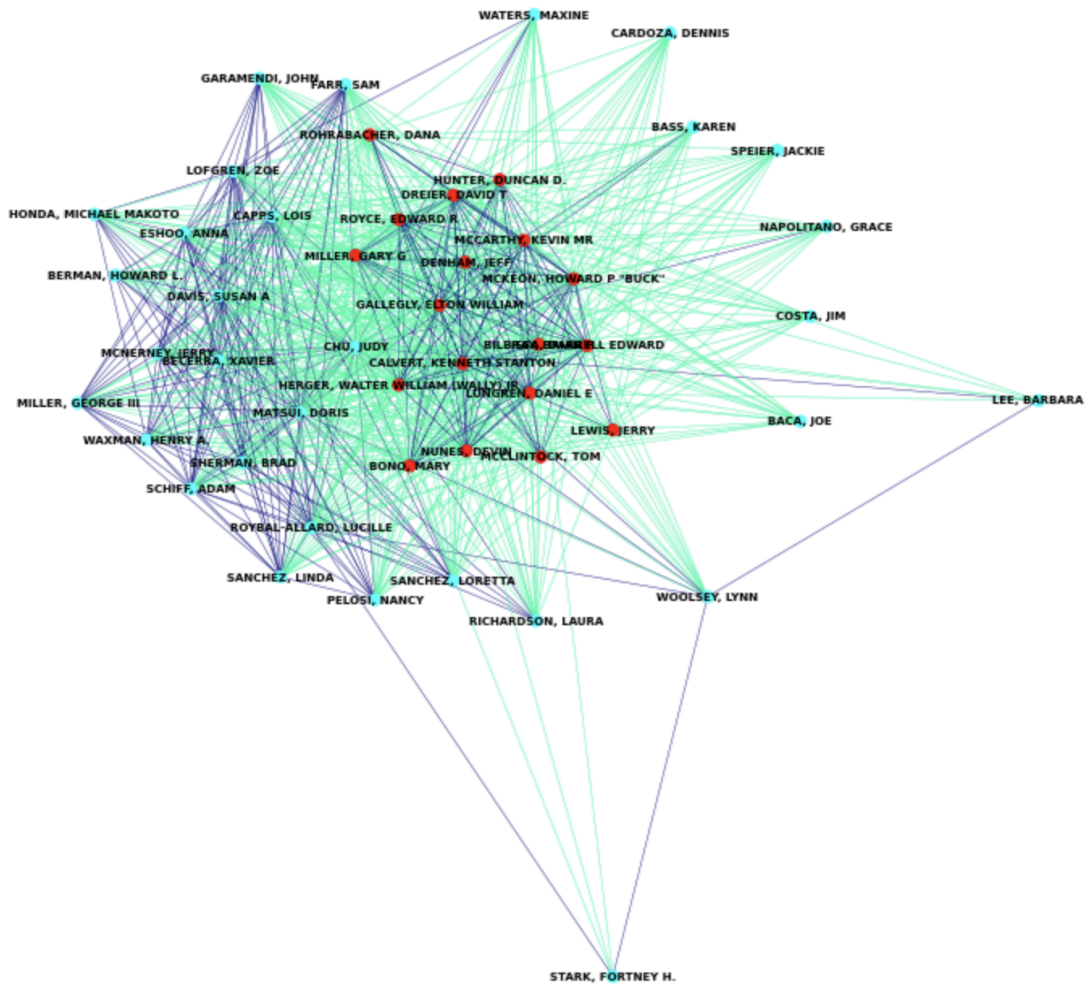 WATERS, MAXINE
CARDOZA, DENNIS
GARAMENDI, JOHN
FARR, SAM
BASS, KAREN
ROHRABACHER, DANA
SPEIER, JACKIE
LOFGREN, ZOE
HUNTER, DUNCAN D.
DREIER, DAVID T
HONDA, MICHAEL MAKOTO
CAPPS, LOIS
ROYCE, EDWARD R
NAPOLITANO, GRACE
ESHOO, ANNA
MCCARTHY, KEVIN MR
MILLER, GARY G
DENHAM, JEFF
BERMAN, HOWARD L.
MCKEON, HOWARD P "BUCK"
DAVIS, SUSAN A
GALLEGLY, ELTON WILLIAM
COSTA, JIM
CHU, JUDY
EDWARD
MCNERNEY, JERRY
BECERRA, XAVIER
CALVERT, KENNETH STANTON
HERGER, WALTER WILLIAM (WALLY) JR
LUNGREN, DANIEL E
LEE, BARBARA
MILLER, GEORGE III
MATSUI, DORIS
BACA, JOE
LEWIS, JERRY
WAXMAN, HENRY A.
NUNES, DEVIN
MCCLINTOCK, TOM
SHERMAN, BRAD
BONO, MARY
SCHIFF, ADAM
ROYBAL-ALLARD, LUCILLE
SANCHEZ, LINDA
SANCHEZ, LORETTA
PELOSI, NANCY
WOOLSEY, LYNN
RICHARDSON, LAURA
STARK, FORTNEY H.